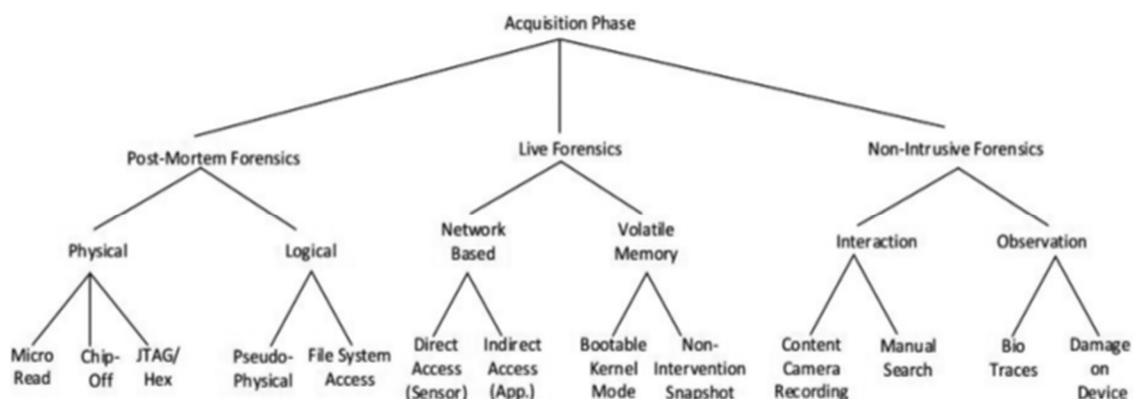 Acquisition Phase
Post-Mortem Forensics
Live Forensics
Non-Intrusive Forensics
Physical
Logical
Network
Based
Volatile
Memory
Interaction
Observation
Micro
Read
Chip-
Off
JTAG/
Hex
Pseudo-
Physical
File System
Access
Direct
Access
(Sensor)
Indirect
Access
(App.)
Bootable
Kernel
Mode
Non-
Intervention
Snapshot
Content
Camera
Recording
Manual
Search
Bio
Traces
Damage
on
Device